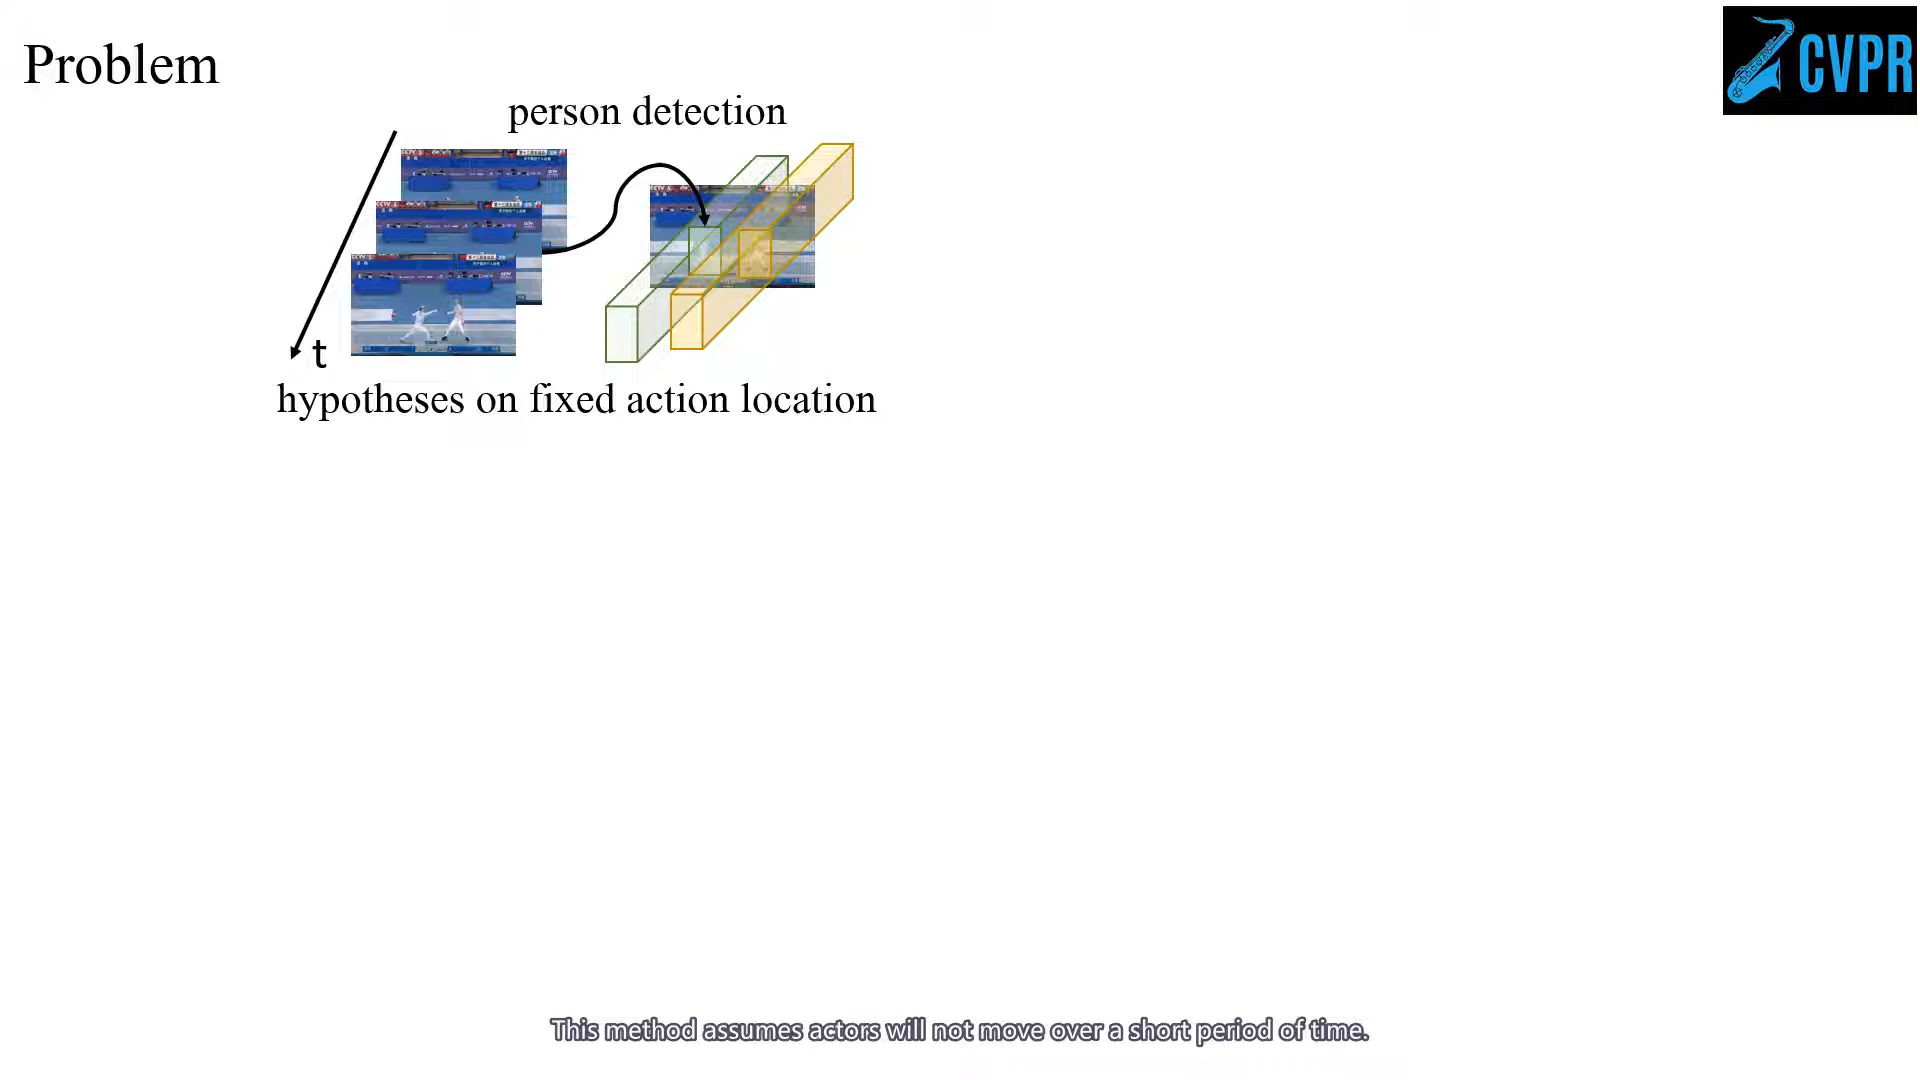 Problem
CVPR
person detection
t
hypotheses on fixed action location
This method assumes actors will not move over a short period of time.